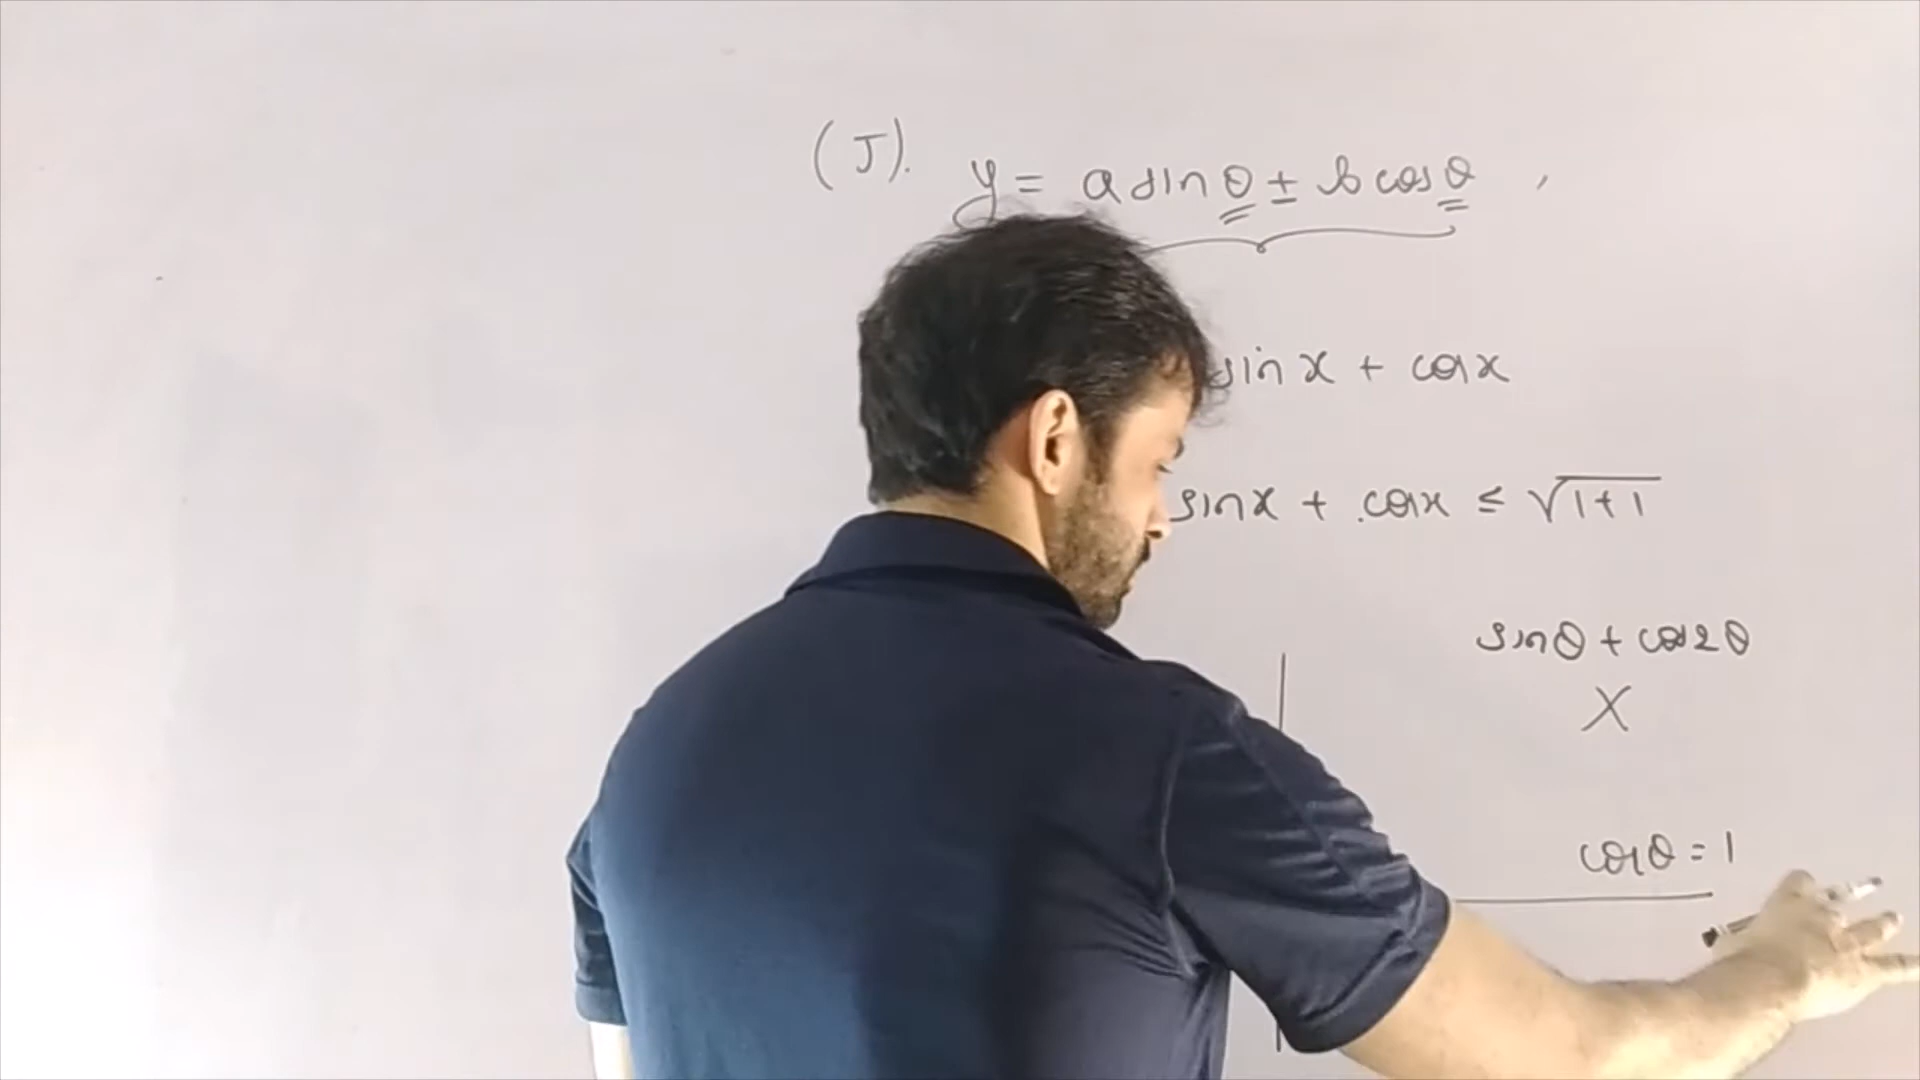 (J). y = a sin θ ± b cos θ ,
sin x + cos x
sin x + cos x ≤ √1+1
sin θ + cos 2θ
X
cos θ = 1